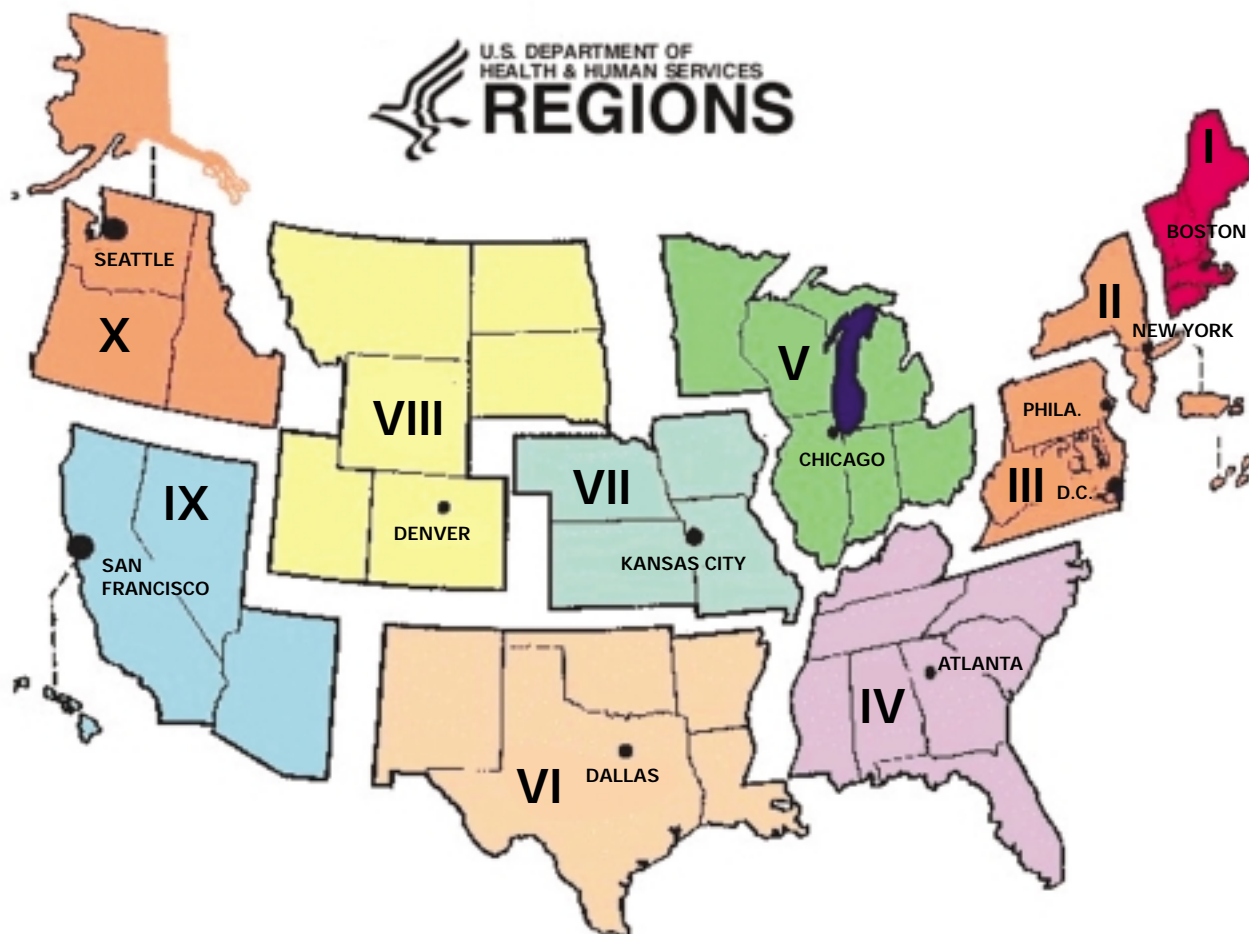 U.S. DEPARTMENT OF
HEALTH & HUMAN SERVICES
REGIONS
I
BOSTON
SEATTLE
II
NEW YORK
X
V
VIII
PHILA.
CHICAGO
VII
III
D.C.
IX
DENVER
KANSAS CITY
SAN
FRANCISCO
ATLANTA
IV
VI
DALLAS